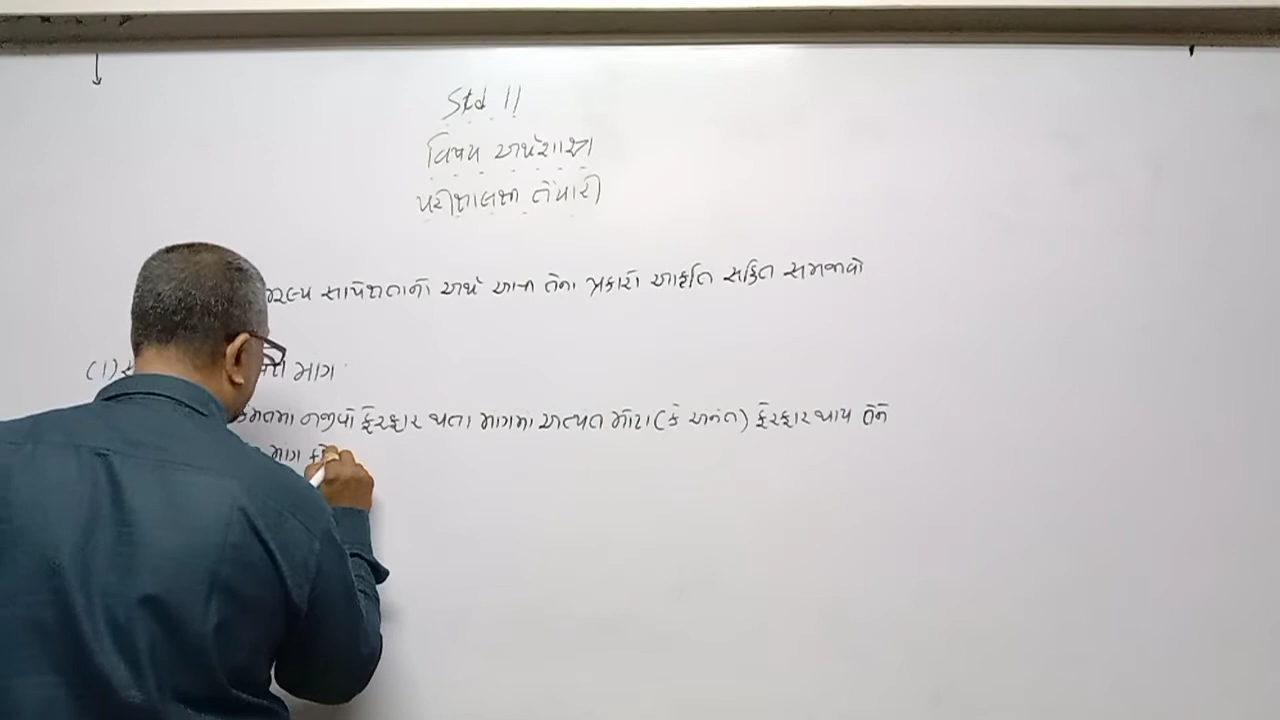 Std 11
વિષય અર્થશાસ્ત્ર
પરીક્ષાલક્ષી તૈયારી
મૂલ્ય સાપેક્ષતાનો અર્થ આપી તેના પ્રકારો આકૃતિ સહિત સમજાવો
(1) માંગ
કિંમતમાં નજીવો ફેરફાર થતા માંગમાં અત્યંત મોટા (કે અનંત) ફેરફાર થાય તેને
માંગ